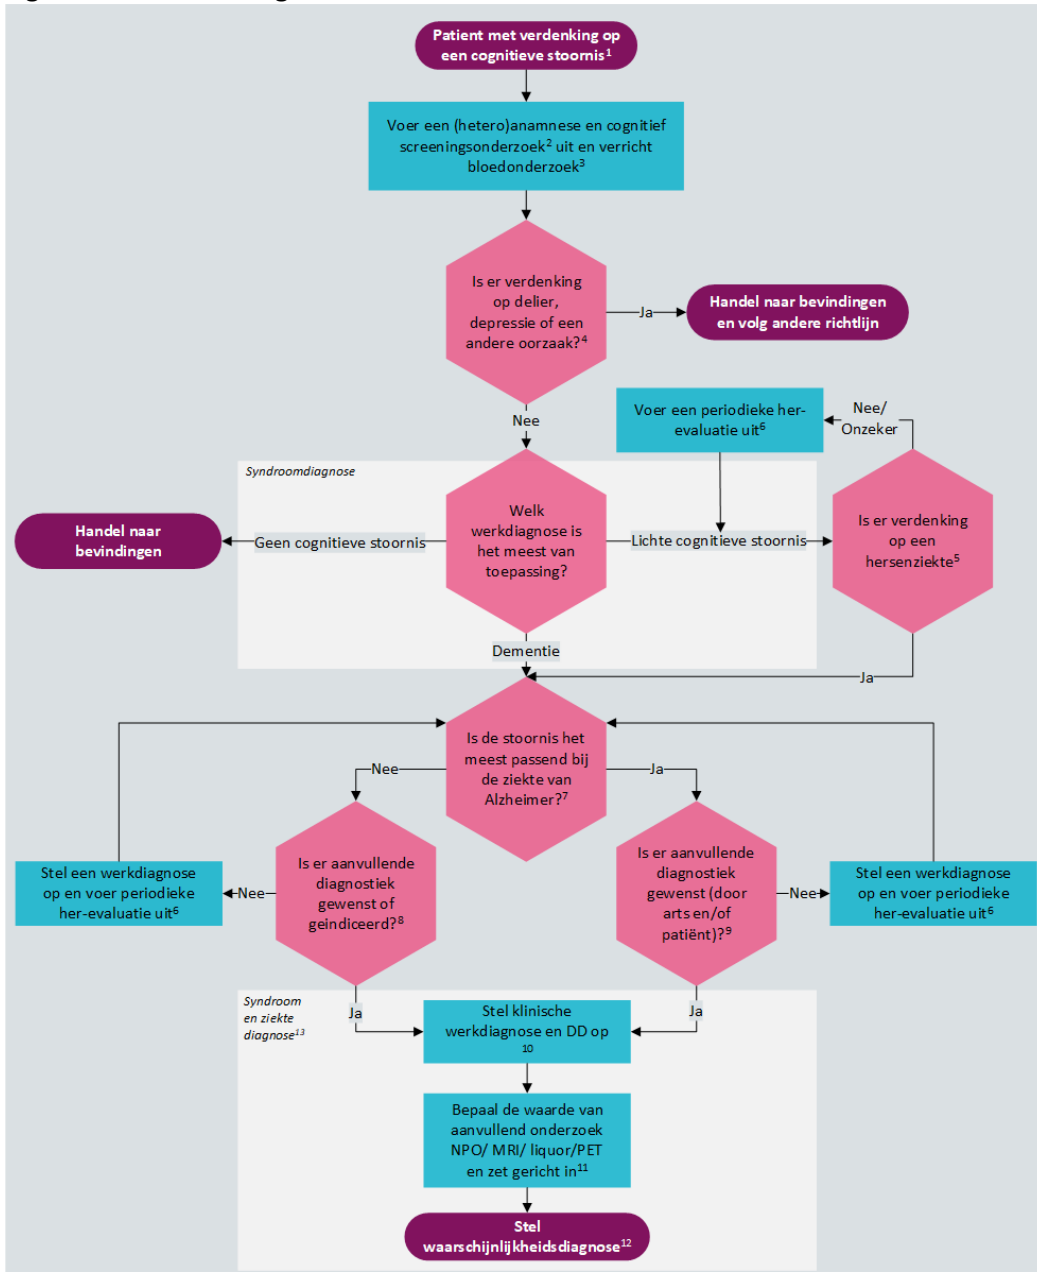 Patient met verdenking op
een cognitieve stoornis¹
Voer een (hetero)anamnese en cognitief
screeningsonderzoek² uit en verricht
bloedonderzoek³
Is er verdenking
op delier,
depressie of een
andere oorzaak?⁴
Ja
Handel naar bevindingen
en volg andere richtlijn
Nee
Voer een periodieke her-
evaluatie uit⁶
Nee/
Onzeker
Syndroomdiagnose
Welk
werkdiagnose is
het meest van
toepassing?
Handel naar
bevindingen
Geen cognitieve stoornis
Lichte cognitieve stoornis
Is er verdenking
op een
hersenziekte⁵
Dementie
Ja
Is de stoornis het
meest passend bij
de ziekte van
Alzheimer?⁷
Nee
Ja
Stel een werkdiagnose
op en voer periodieke
her-evaluatie uit⁶
Nee
Is er aanvullende
diagnostiek
gewenst of
geindiceerd?⁸
Is er aanvullende
diagnostiek
gewenst (door
arts en/of
patiënt)?⁹
Nee
Stel een werkdiagnose
op en voer periodieke
her-evaluatie uit⁶
Syndroom
en ziekte
diagnose¹³
Ja
Ja
Stel klinische
werkdiagnose en DD op
10
Bepaal de waarde van
aanvullend onderzoek
NPO/ MRI/ liquor/PET
en zet gericht in¹¹
Stel
waarschijnlijkheidsdiagnose¹²